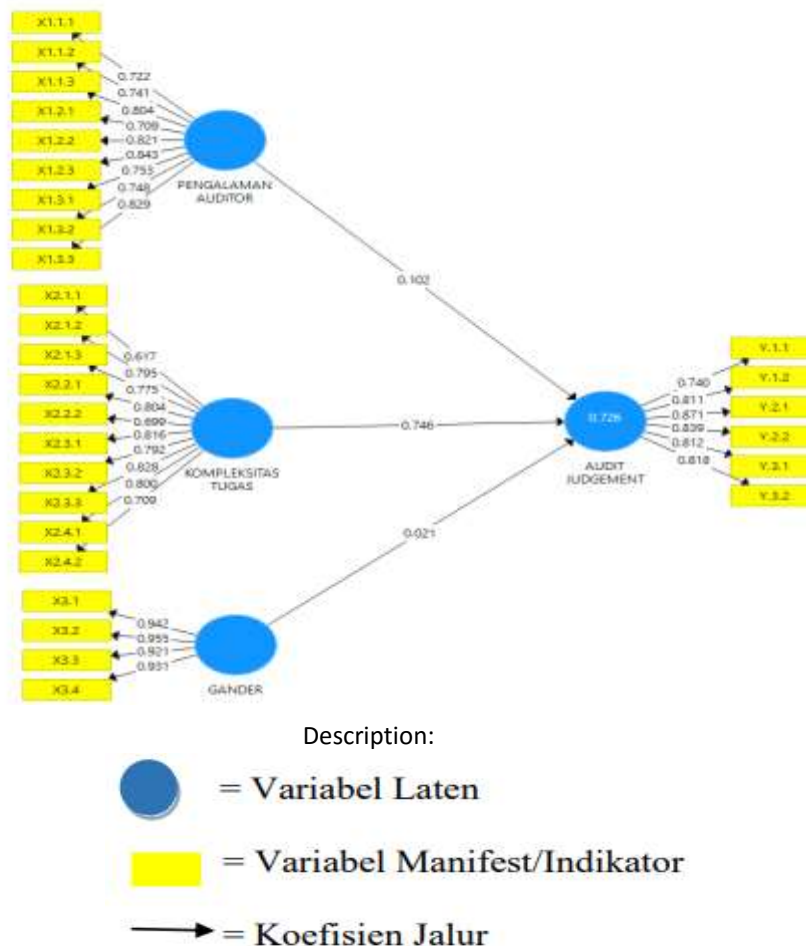 X1.1.1
X1.1.2
X1.1.3
X1.2.1
X1.2.2
X1.2.3
X1.3.1
X1.3.2
X1.3.3
0.722
0.741
0.804
0.709
0.821
0.843
0.753
0.748
0.829
PENGALAMAN
AUDITOR
0.102
X2.1.1
X2.1.2
X2.1.3
X2.2.1
X2.2.2
X2.3.1
X2.3.2
X2.3.3
X2.4.1
X2.4.2
0.617
0.795
0.775
0.804
0.699
0.816
0.792
0.828
0.800
0.709
KOMPLEKSITAS
TUGAS
0.746
0.726
AUDIT
JUDGEMENT
Y.1.1
Y.1.2
Y.2.1
Y.2.2
Y.3.1
Y.3.2
0.740
0.811
0.871
0.839
0.812
0.818
0.021
X3.1
X3.2
X3.3
X3.4
0.942
0.955
0.921
0.931
GANDER
Description:
= Variabel Laten
= Variabel Manifest/Indikator
= Koefisien Jalur